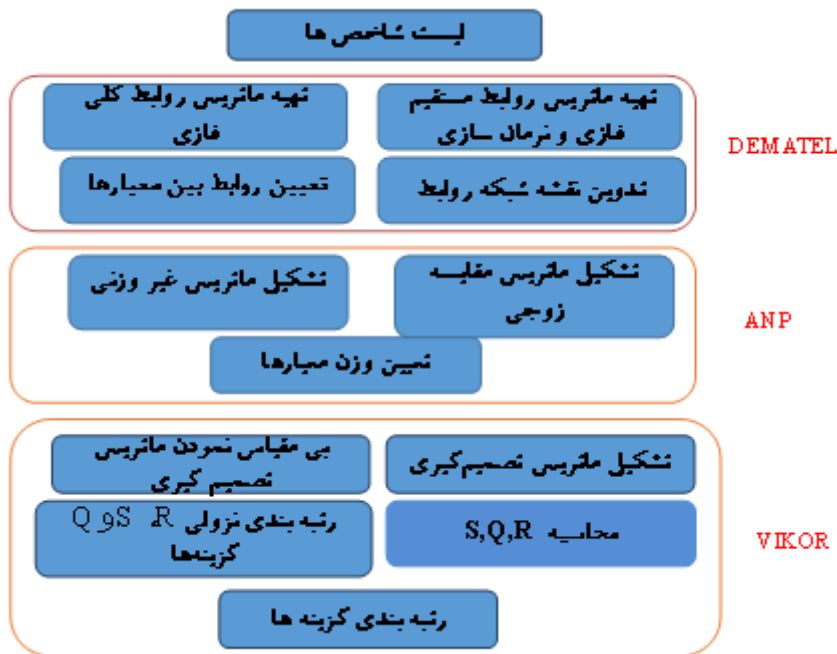 لیست شاخص ها
تهیه ماتریس روابط مستقیم
فازی و نرمال سازی
تهیه ماتریس روابط کلی
فازی
DEMATEL
تدوین نقشه شبکه روابط
تعیین روابط بین معیارها
تشکیل ماتریس مقایسه
زوجی
تشکیل ماتریس غیر وزنی
ANP
تعیین وزن معیارها
تشکیل ماتریس تصمیم‌گیری
بی مقیاس نمودن ماتریس
تصمیم گیری
محاسبه S,Q,R
رتبه بندی نزولی R، S و Q
گزینه‌ها
VIKOR
رتبه بندی گزینه ها